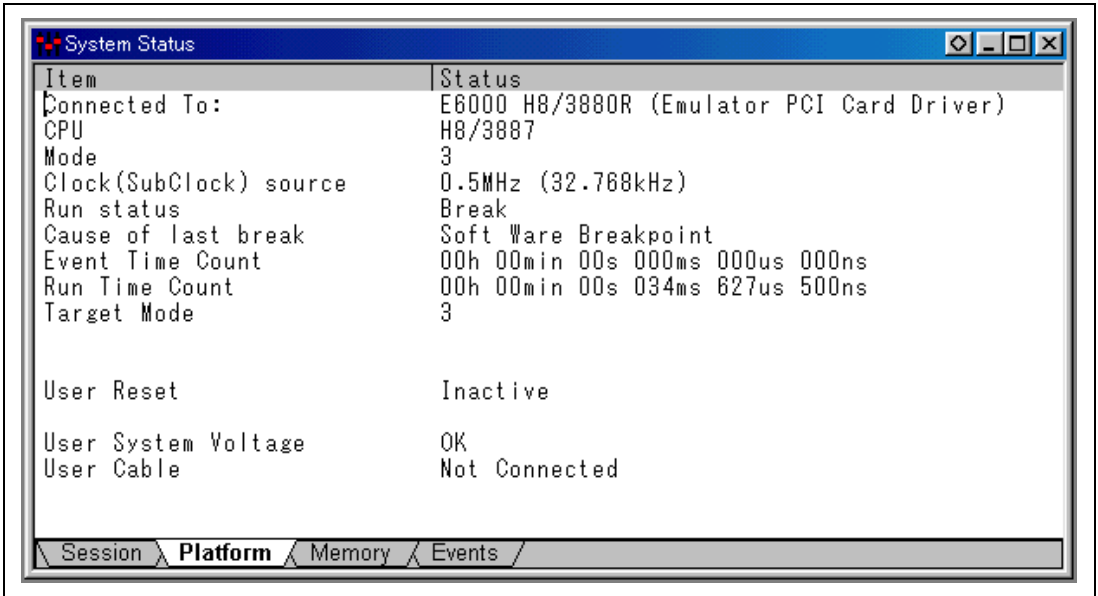 System Status
Item Status
Connected To: E6000 H8/3880R (Emulator PCI Card Driver)
CPU H8/3887
Mode 3
Clock(SubClock) source 0.5MHz (32.768kHz)
Run status Break
Cause of last break Soft Ware Breakpoint
Event Time Count 00h 00min 00s 000ms 000us 000ns
Run Time Count 00h 00min 00s 034ms 627us 500ns
Target Mode 3
User Reset Inactive
User System Voltage OK
User Cable Not Connected
Session Platform Memory Events